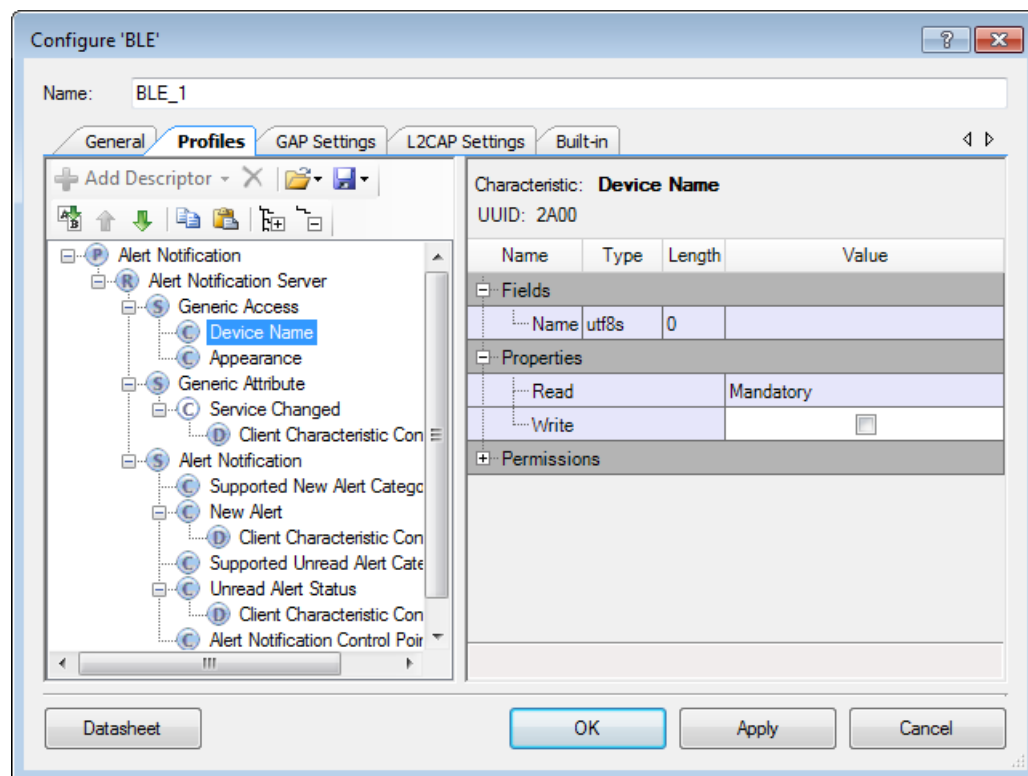 Configure 'BLE'
Name: BLE_1
General Profiles GAP Settings L2CAP Settings Built-in
Add Descriptor
Characteristic: Device Name
UUID: 2A00
Name Type Length Value
Fields
Name utf8s 0
Properties
Read Mandatory
Write
Permissions
P Alert Notification
R Alert Notification Server
S Generic Access
C Device Name
C Appearance
S Generic Attribute
C Service Changed
D Client Characteristic Con
S Alert Notification
C Supported New Alert Catego
C New Alert
D Client Characteristic Con
C Supported Unread Alert Cate
C Unread Alert Status
D Client Characteristic Con
C Alert Notification Control Poir
Datasheet OK Apply Cancel